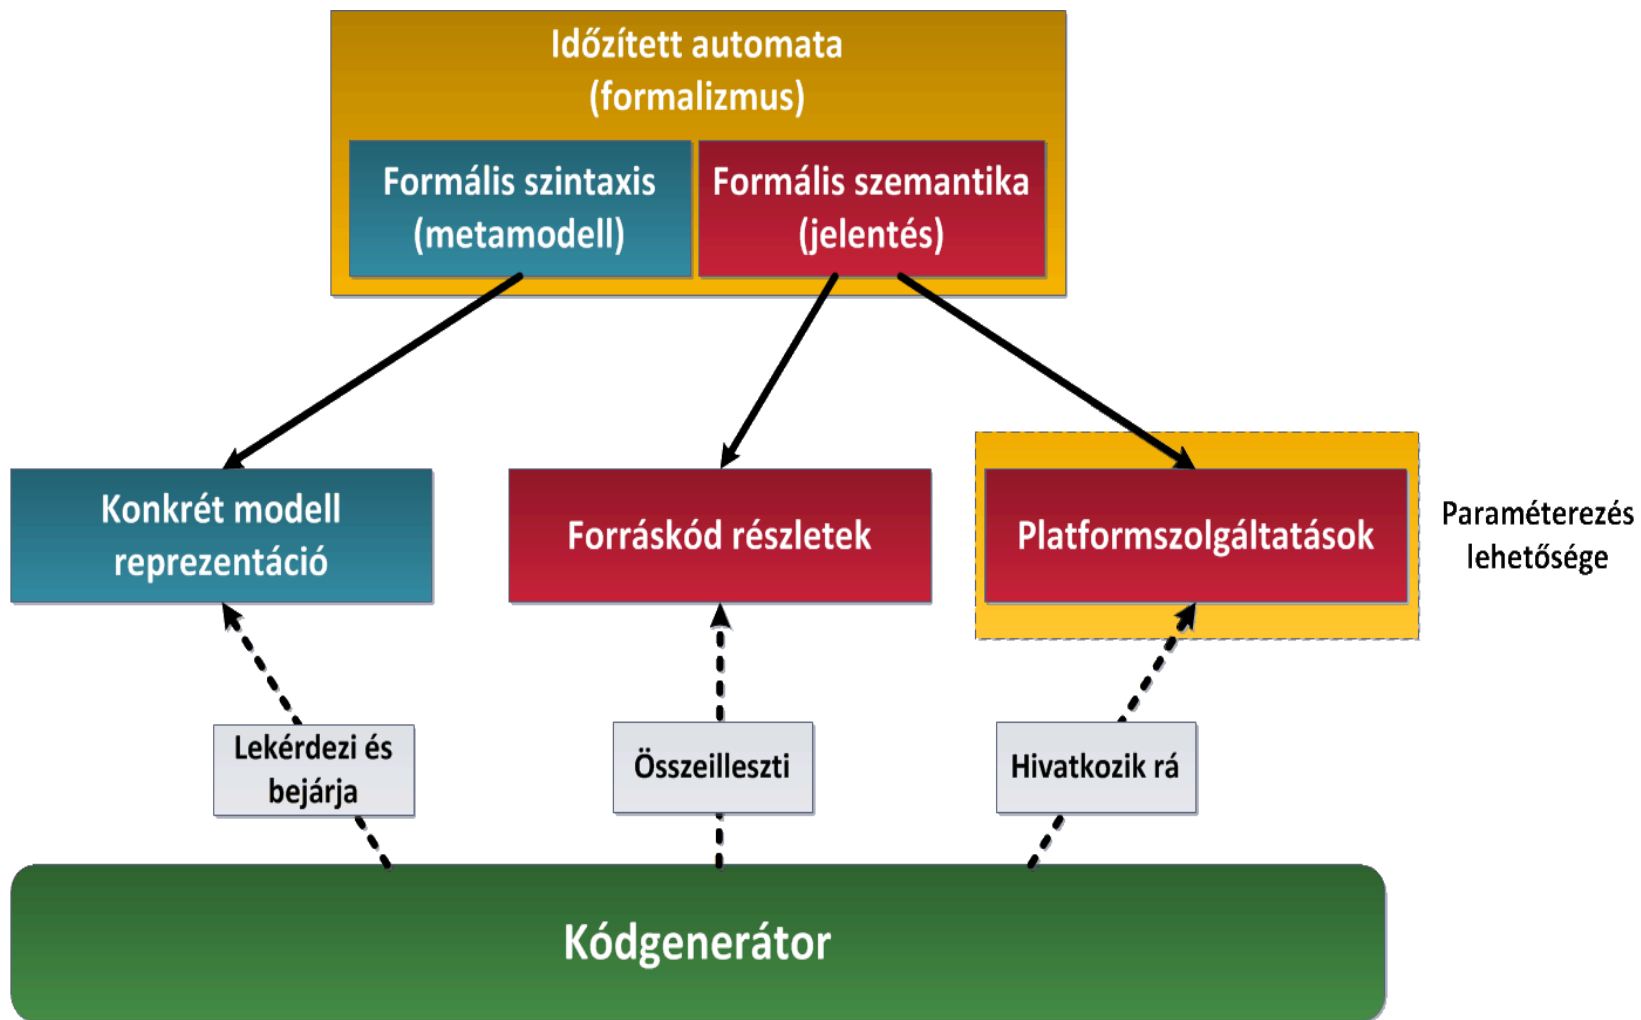 Időzített automata
(formalizmus)
Formális szintaxis
(metamodell)
Formális szemantika
(jelentés)
Konkrét modell
reprezentáció
Forráskód részletek
Platformszolgáltatások
Paraméterezés
lehetősége
Lekérdezi és
bejárja
Összeilleszti
Hivatkozik rá
Kódgenerátor